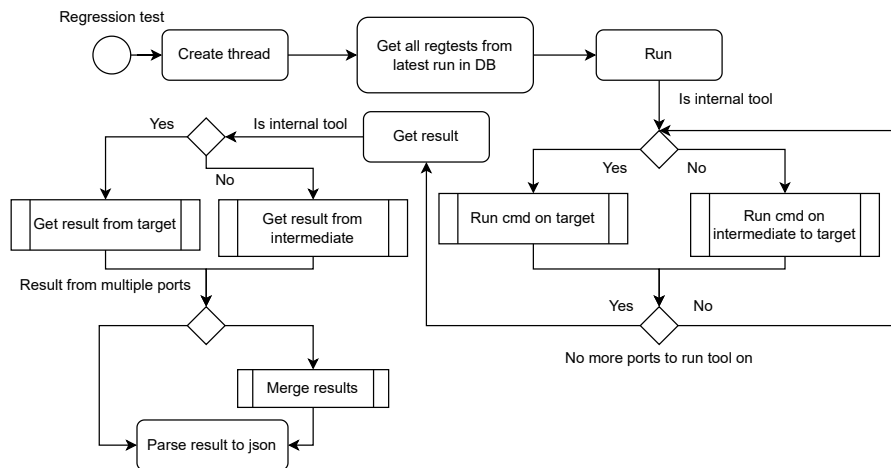 Regression test
Create thread
Get all regtests from
latest run in DB
Run
Is internal tool
Yes
No
Run cmd on target
Run cmd on
intermediate to target
Yes
No
No more ports to run tool on
Get result
Is internal tool
Yes
No
Get result from target
Get result from
intermediate
Result from multiple ports
Merge results
Parse result to json